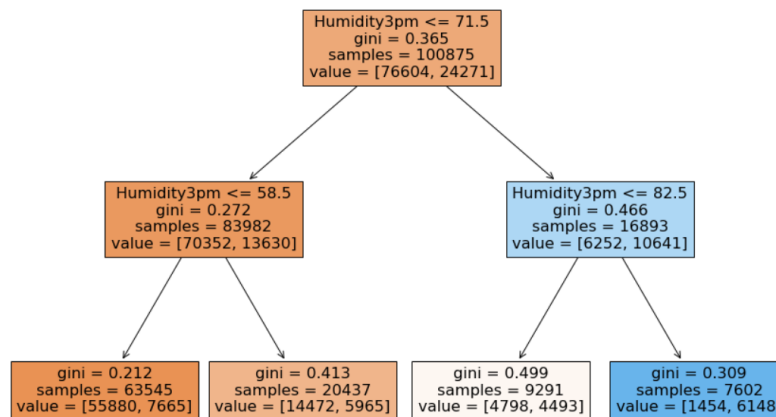 Humidity3pm <= 71.5
gini = 0.365
samples = 100875
value = [76604, 24271]
Humidity3pm <= 58.5
gini = 0.272
samples = 83982
value = [70352, 13630]
Humidity3pm <= 82.5
gini = 0.466
samples = 16893
value = [6252, 10641]
gini = 0.212
samples = 63545
value = [55880, 7665]
gini = 0.413
samples = 20437
value = [14472, 5965]
gini = 0.499
samples = 9291
value = [4798, 4493]
gini = 0.309
samples = 7602
value = [1454, 6148